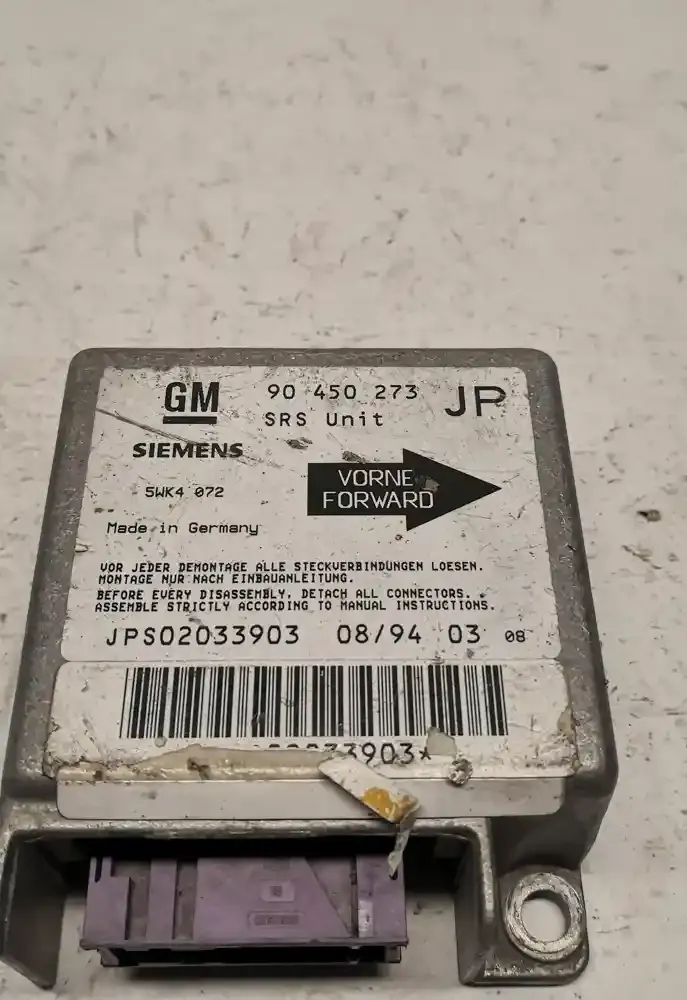 GM 90 450 273 JP
SRS Unit
SIEMENS
VORNE
FORWARD
5WK4 072
Made in Germany
VOR JEDER DEMONTAGE ALLE STECKVERBINDUNGEN LOESEN.
MONTAGE NUR NACH EINBAUANLEITUNG.
BEFORE EVERY DISASSEMBLY, DETACH ALL CONNECTORS.
ASSEMBLE STRICTLY ACCORDING TO MANUAL INSTRUCTIONS.
JPS02033903 08/94 03 08
33903*